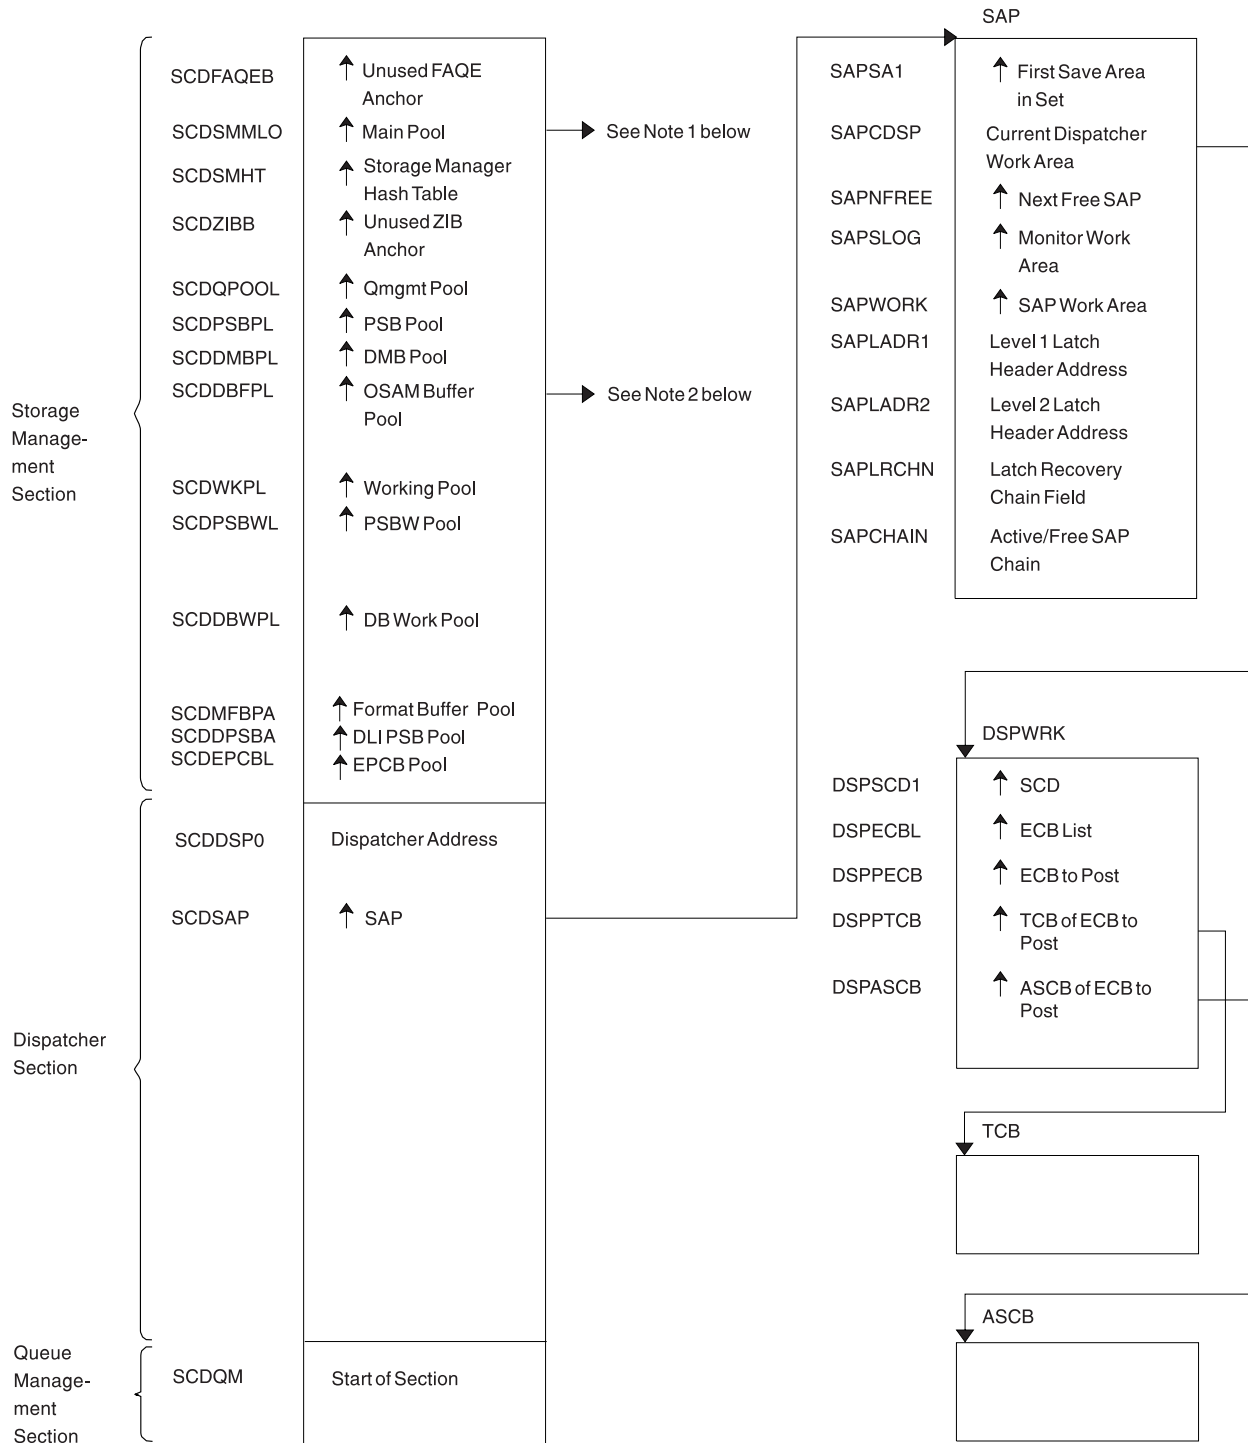 SAP
SCDFAQEB
Unused FAQE
Anchor
SCDSMMLO
Main Pool
See Note 1 below
SCDSMHT
Storage Manager
Hash Table
SCDZIBB
Unused ZIB
Anchor
SCDQPOOL
Qmgmt Pool
SCDPSBPL
PSB Pool
SCDDMBPL
DMB Pool
SCDDBFPL
OSAM Buffer
Pool
See Note 2 below
Storage
Manage-
ment
Section
SCDWKPL
Working Pool
SCDPSBWL
PSBW Pool
SCDDBWPL
DB Work Pool
SCDMFBPA
Format Buffer Pool
SCDDPSBA
DLI PSB Pool
SCDEPCBL
EPCB Pool
SAPSA1
First Save Area
in Set
SAPCDSP
Current Dispatcher
Work Area
SAPNFREE
Next Free SAP
SAPSLOG
Monitor Work
Area
SAPWORK
SAP Work Area
SAPLADR1
Level 1 Latch
Header Address
SAPLADR2
Level 2 Latch
Header Address
SAPLRCHN
Latch Recovery
Chain Field
SAPCHAIN
Active/Free SAP
Chain
Dispatcher
Section
SCDDSP0
Dispatcher Address
SCDSAP
SAP
DSPWRK
DSPSCD1
SCD
DSPECBL
ECB List
DSPPECB
ECB to Post
DSPPTCB
TCB of ECB to
Post
DSPASCB
ASCB of ECB to
Post
TCB
ASCB
Queue
Manage-
ment
Section
SCDQM
Start of Section